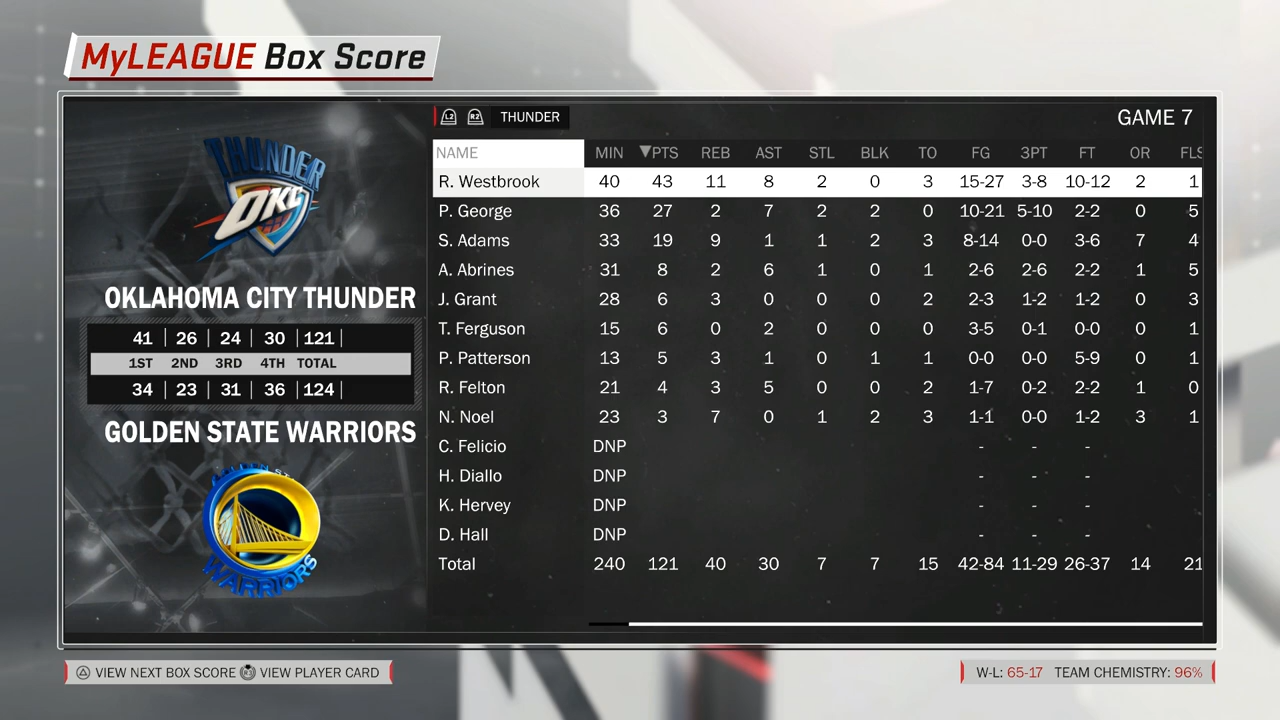 MyLEAGUE Box Score
THUNDER
OKC
OKLAHOMA CITY THUNDER
41 26 24 30 121
1ST 2ND 3RD 4TH TOTAL
34 23 31 36 124
GOLDEN STATE WARRIORS
WARRIORS
L2 R2 THUNDER GAME 7
NAME MIN ▼PTS REB AST STL BLK TO FG 3PT FT OR FLS
R. Westbrook 40 43 11 8 2 0 3 15-27 3-8 10-12 2 1
P. George 36 27 2 7 2 2 0 10-21 5-10 2-2 0 5
S. Adams 33 19 9 1 1 2 3 8-14 0-0 3-6 7 4
A. Abrines 31 8 2 6 1 0 1 2-6 2-6 2-2 1 5
J. Grant 28 6 3 0 0 0 2 2-3 1-2 1-2 0 3
T. Ferguson 15 6 0 2 0 0 0 3-5 0-1 0-0 0 1
P. Patterson 13 5 3 1 0 1 1 0-0 0-0 5-9 0 1
R. Felton 21 4 3 5 0 0 2 1-7 0-2 2-2 1 0
N. Noel 23 3 7 0 1 2 3 1-1 0-0 1-2 3 1
C. Felicio DNP - - -
H. Diallo DNP - - -
K. Hervey DNP - - -
D. Hall DNP - - -
Total 240 121 40 30 7 7 15 42-84 11-29 26-37 14 21
VIEW NEXT BOX SCORE R3 VIEW PLAYER CARD
W-L: 65-17 TEAM CHEMISTRY: 96%